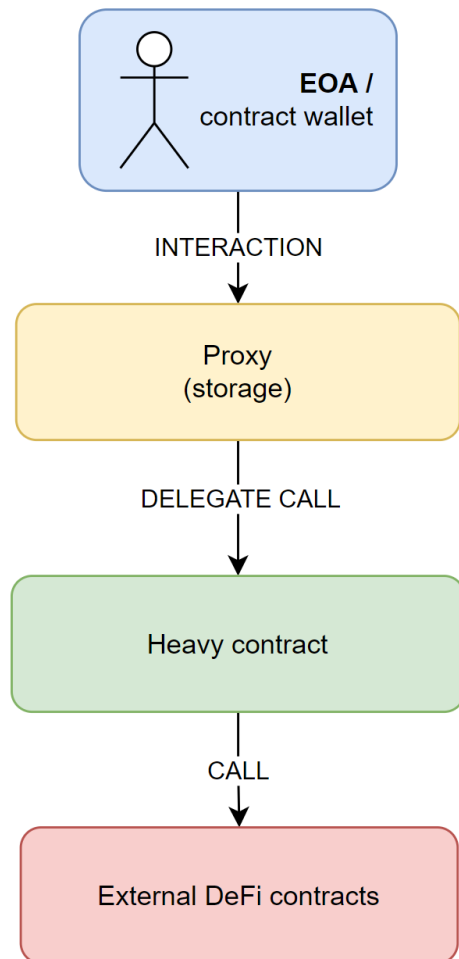 EOA /
contract wallet
INTERACTION
Proxy
(storage)
DELEGATE CALL
Heavy contract
CALL
External DeFi contracts